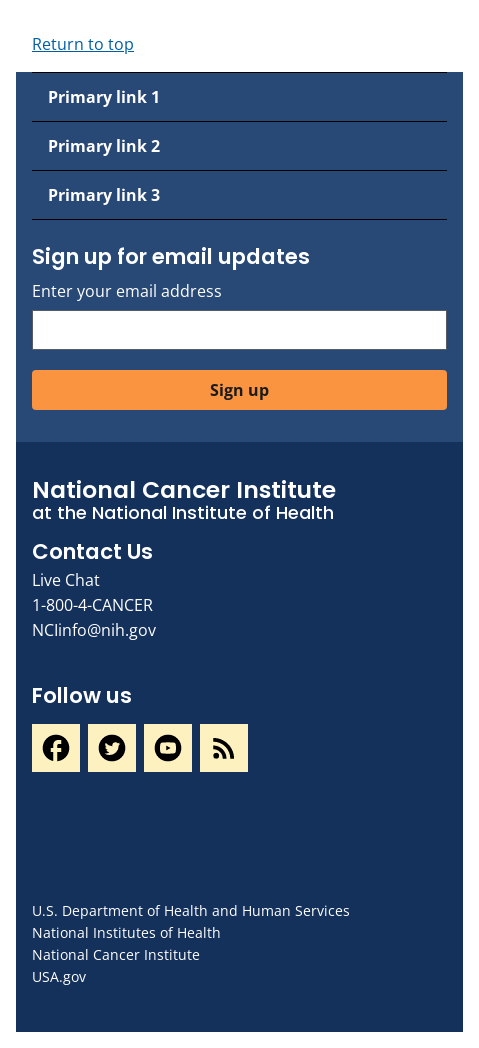 Return to top
Primary link 1
Primary link 2
Primary link 3
Sign up for email updates
Enter your email address
Sign up
National Cancer Institute
at the National Institute of Health
Contact Us
Live Chat
1-800-4-CANCER
NCIinfo@nih.gov
Follow us
U.S. Department of Health and Human Services
National Institutes of Health
National Cancer Institute
USA.gov